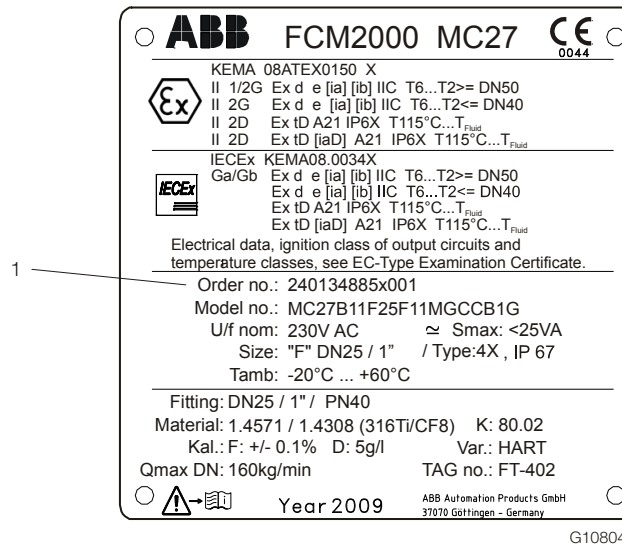 ABB FCM2000 MC27 CE
0044
KEMA 08ATEX0150 X
Ex II 1/2G Ex d e [ia] [ib] IIC T6...T2>= DN50
II 2G Ex d e [ia] [ib] IIC T6...T2<= DN40
II 2D Ex tD A21 IP6X T115°C...TFluid
II 2D Ex tD [iaD] A21 IP6X T115°C...TFluid
IECEx KEMA08.0034X
IECEx Ga/Gb Ex d e [ia] [ib] IIC T6...T2>= DN50
Ex d e [ia] [ib] IIC T6...T2<= DN40
Ex tD A21 IP6X T115°C...TFluid
Ex tD [iaD] A21 IP6X T115°C...TFluid
Electrical data, ignition class of output circuits and
temperature classes, see EC-Type Examination Certificate.
1
Order no.: 240134885x001
Model no.: MC27B11F25F11MGCCB1G
U/f nom: 230V AC ≃ Smax: <25VA
Size: "F" DN25 / 1” / Type:4X , IP 67
Tamb: -20°C ... +60°C
Fitting: DN25 / 1" / PN40
Material: 1.4571 / 1.4308 (316Ti/CF8) K: 80.02
Kal.: F: +/- 0.1% D: 5g/l Var.: HART
Qmax DN: 160kg/min TAG no.: FT-402
Year 2009 ABB Automation Products GmbH
37070 Göttingen - Germany
G10804